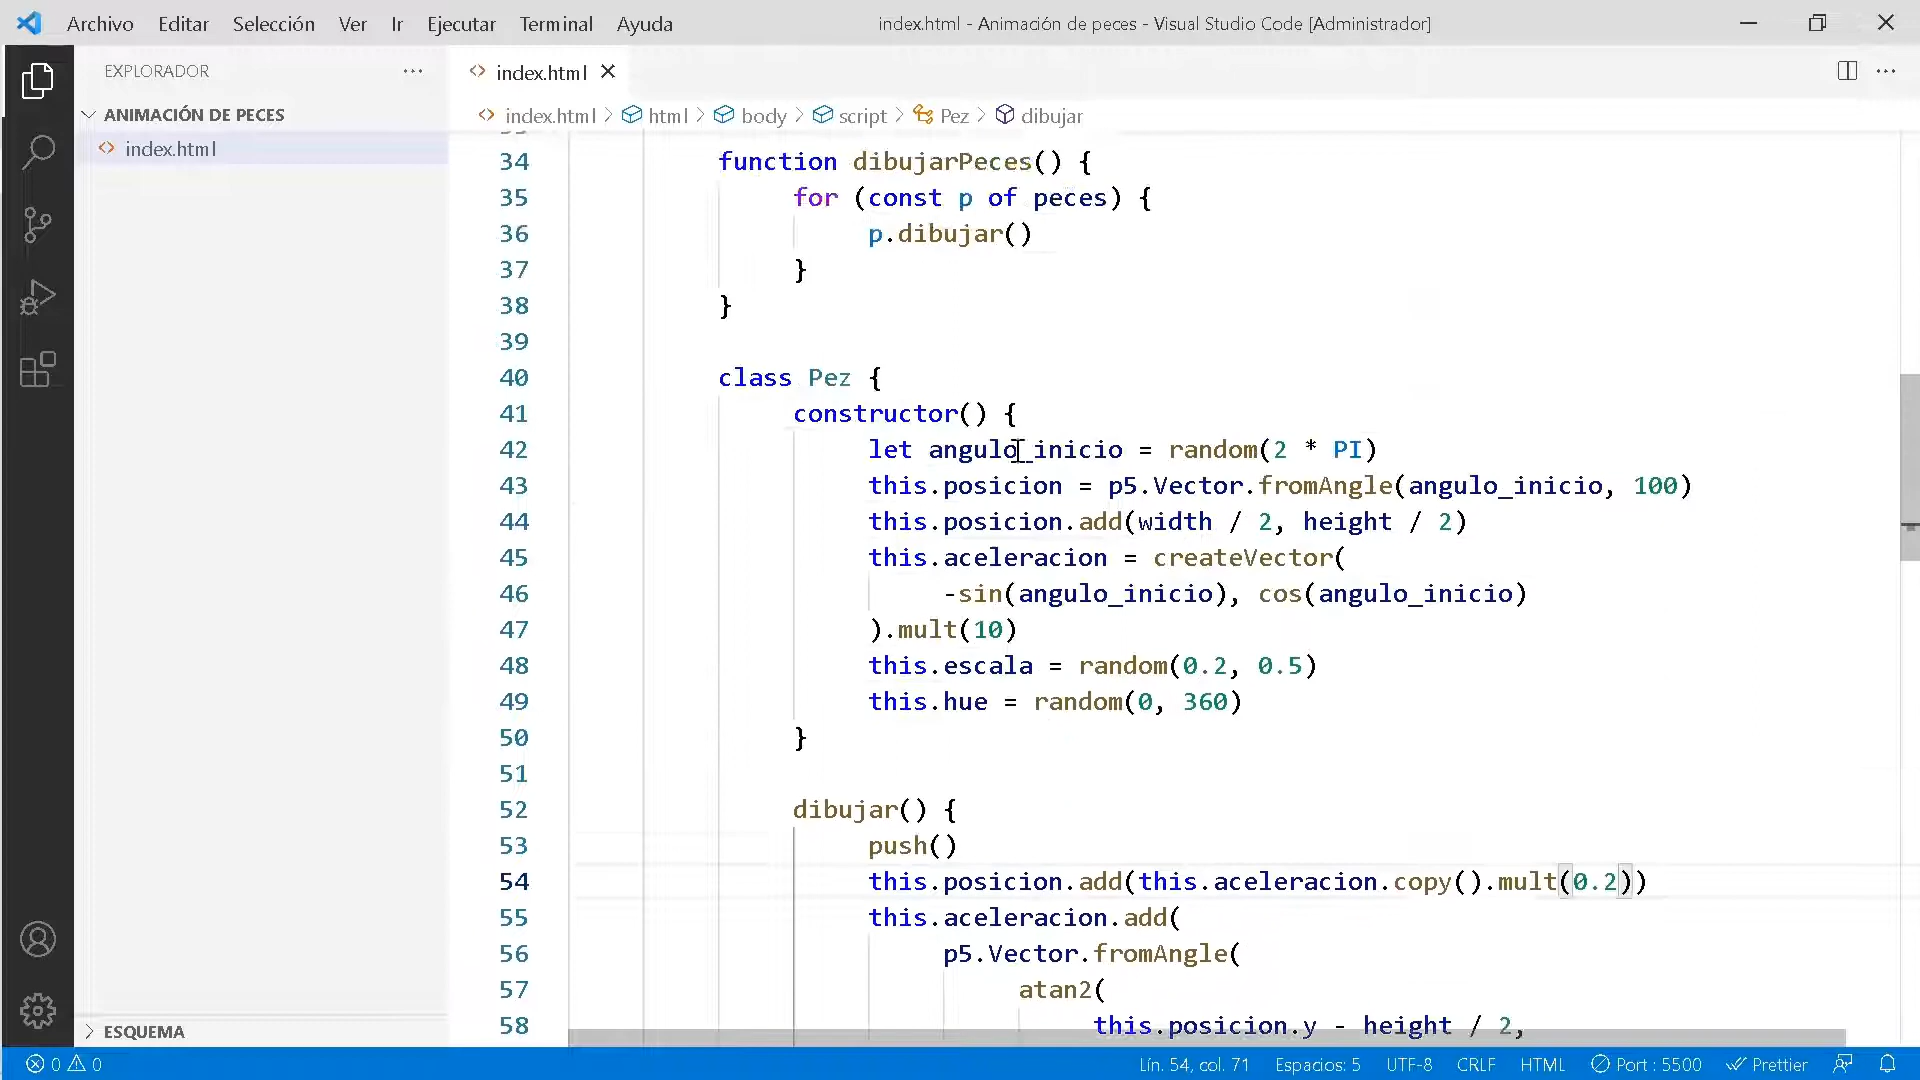 Archivo Editar Selección Ver Ir Ejecutar Terminal Ayuda index.html - Animación de peces - Visual Studio Code [Administrador]
EXPLORADOR
ANIMACIÓN DE PECES
index.html
ESQUEMA
index.html
index.html > html > body > script > Pez > dibujar
34 function dibujarPeces() {
35 for (const p of peces) {
36 p.dibujar()
37 }
38 }
39
40 class Pez {
41 constructor() {
42 let angulo_inicio = random(2 * PI)
43 this.posicion = p5.Vector.fromAngle(angulo_inicio, 100)
44 this.posicion.add(width / 2, height / 2)
45 this.aceleracion = createVector(
46 -sin(angulo_inicio), cos(angulo_inicio)
47 ).mult(10)
48 this.escala = random(0.2, 0.5)
49 this.hue = random(0, 360)
50 }
51
52 dibujar() {
53 push()
54 this.posicion.add(this.aceleracion.copy().mult(0.2))
55 this.aceleracion.add(
56 p5.Vector.fromAngle(
57 atan2(
58 this.posicion.y - height / 2,
0 0 Lín. 54, col. 71 Espacios: 5 UTF-8 CRLF HTML Port : 5500 Prettier